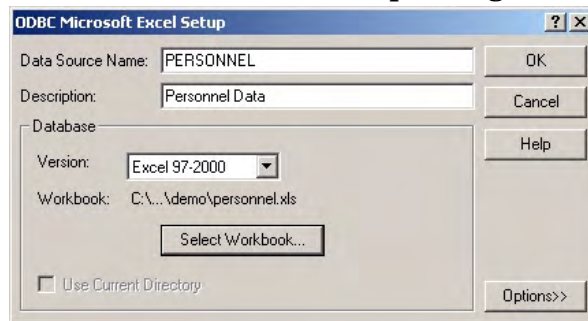 ODBC Microsoft Excel Setup
? ×
Data Source Name: PERSONNEL
OK
Description: Personnel Data
Cancel
Database
Help
Version: Excel 97-2000
Workbook: C:\...\demo\personnel.xls
Select Workbook...
Use Current Directory
Options>>